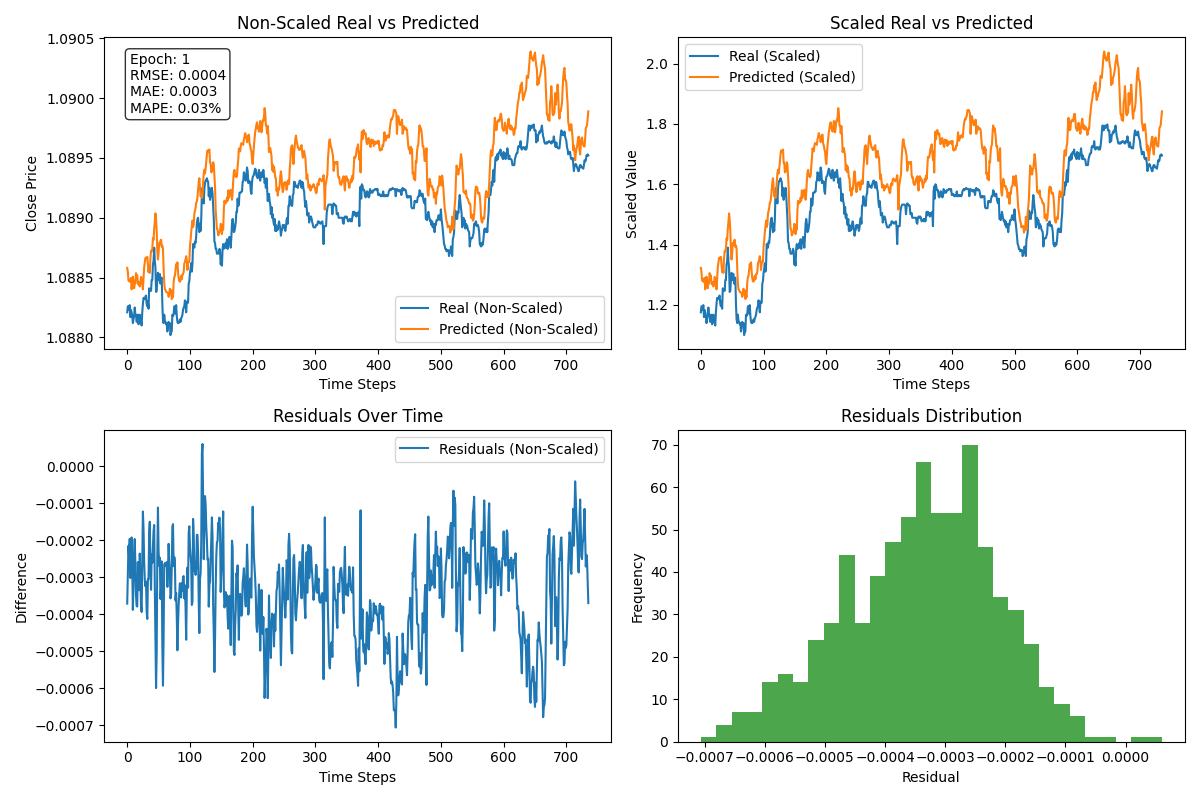 Non-Scaled Real vs Predicted
Close Price
1.0905
1.0900
1.0895
1.0890
1.0885
1.0880
Epoch: 1
RMSE: 0.0004
MAE: 0.0003
MAPE: 0.03%
Real (Non-Scaled)
Predicted (Non-Scaled)
0 100 200 300 400 500 600 700
Time Steps
Scaled Real vs Predicted
Scaled Value
2.0
1.8
1.6
1.4
1.2
Real (Scaled)
Predicted (Scaled)
0 100 200 300 400 500 600 700
Time Steps
Residuals Over Time
Difference
0.0000
−0.0001
−0.0002
−0.0003
−0.0004
−0.0005
−0.0006
−0.0007
Residuals (Non-Scaled)
0 100 200 300 400 500 600 700
Time Steps
Residuals Distribution
Frequency
70
60
50
40
30
20
10
0
−0.0007 −0.0006 −0.0005 −0.0004 −0.0003 −0.0002 −0.0001 0.0000
Residual